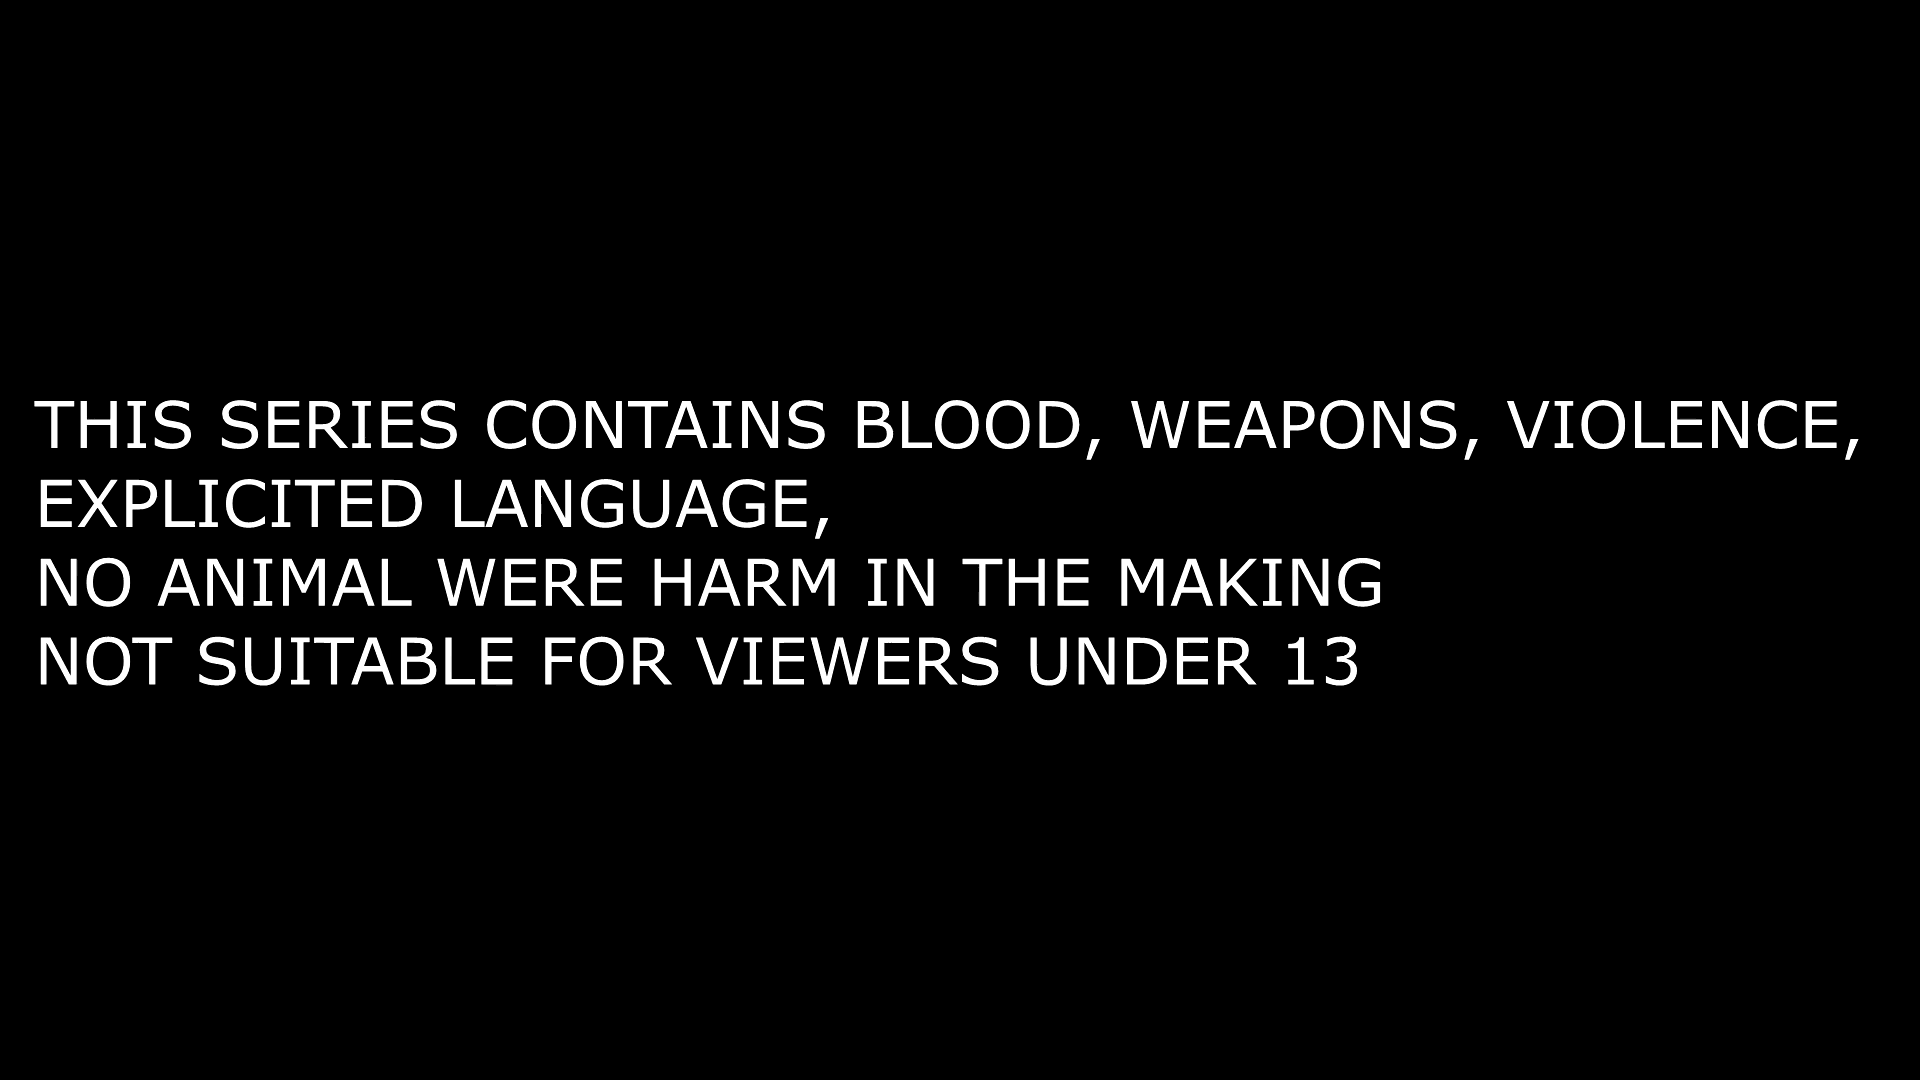 THIS SERIES CONTAINS BLOOD, WEAPONS, VIOLENCE,
EXPLICITED LANGUAGE,
NO ANIMAL WERE HARM IN THE MAKING
NOT SUITABLE FOR VIEWERS UNDER 13